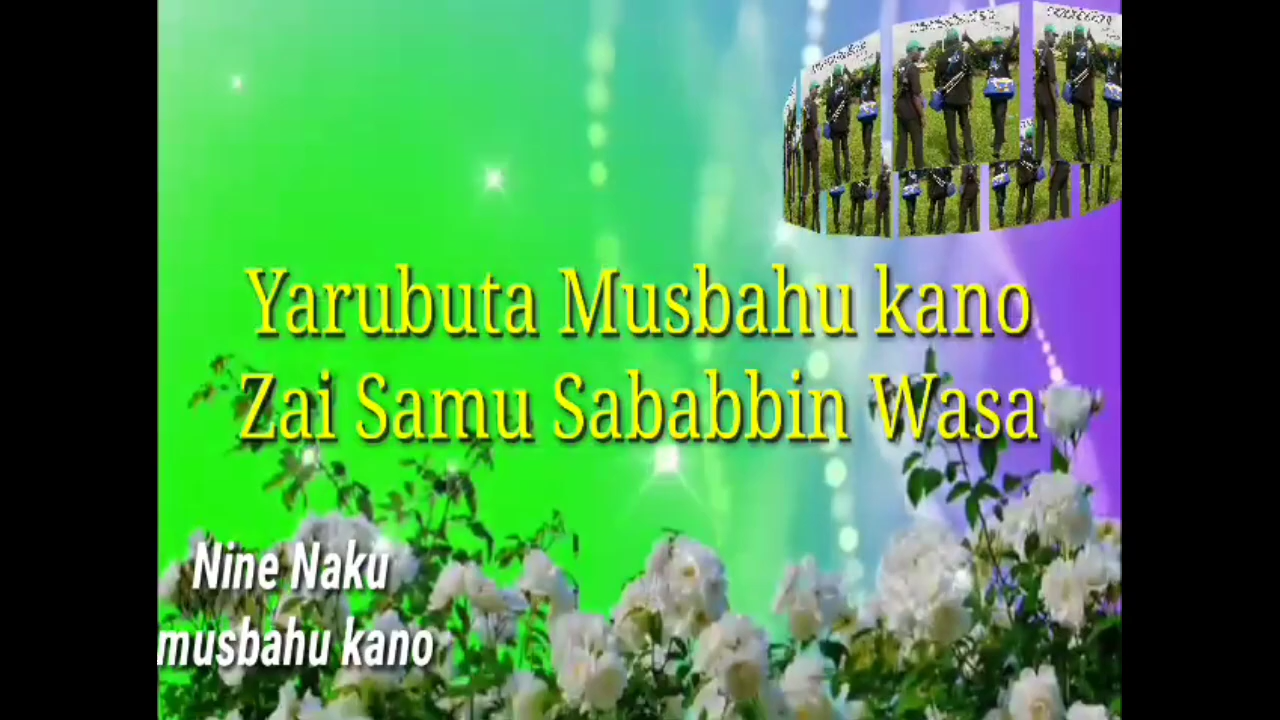 Yarubuta Musbahu kano
Zai Samu Sababbin Wasa
Nine Naku
musbahu kano